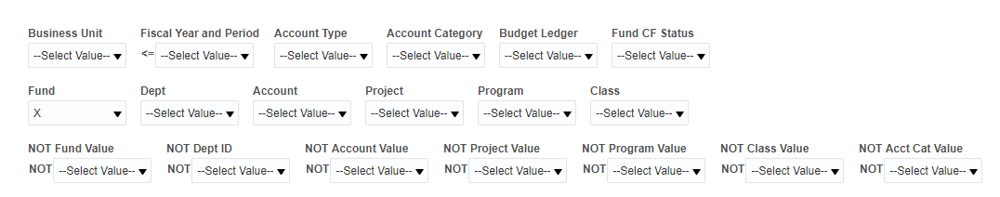 Business Unit Fiscal Year and Period Account Type Account Category Budget Ledger Fund CF Status
--Select Value-- <= --Select Value-- --Select Value-- --Select Value-- --Select Value-- --Select Value--
Fund Dept Account Project Program Class
X --Select Value-- --Select Value-- --Select Value-- --Select Value-- --Select Value--
NOT Fund Value NOT Dept ID NOT Account Value NOT Project Value NOT Program Value NOT Class Value NOT Acct Cat Value
NOT --Select Value-- NOT --Select Value-- NOT --Select Value-- NOT --Select Value-- NOT --Select Value-- NOT --Select Value-- NOT --Select Value--